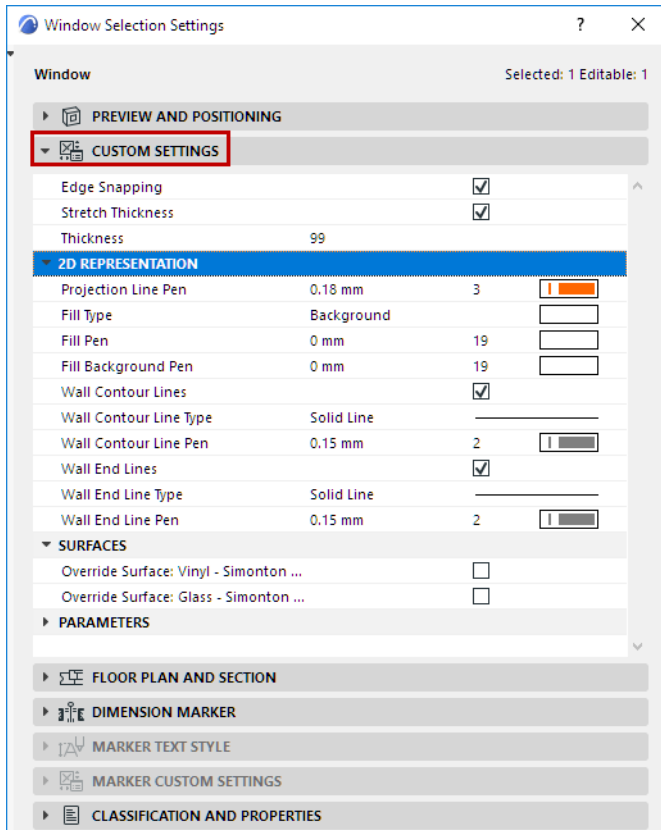 Window Selection Settings ?
Window Selected: 1 Editable: 1
PREVIEW AND POSITIONING
CUSTOM SETTINGS
Edge Snapping
Stretch Thickness
Thickness 99
2D REPRESENTATION
Projection Line Pen 0.18 mm 3
Fill Type Background
Fill Pen 0 mm 19
Fill Background Pen 0 mm 19
Wall Contour Lines
Wall Contour Line Type Solid Line
Wall Contour Line Pen 0.15 mm 2
Wall End Lines
Wall End Line Type Solid Line
Wall End Line Pen 0.15 mm 2
SURFACES
Override Surface: Vinyl - Simonton ...
Override Surface: Glass - Simonton ...
PARAMETERS
FLOOR PLAN AND SECTION
DIMENSION MARKER
MARKER TEXT STYLE
MARKER CUSTOM SETTINGS
CLASSIFICATION AND PROPERTIES